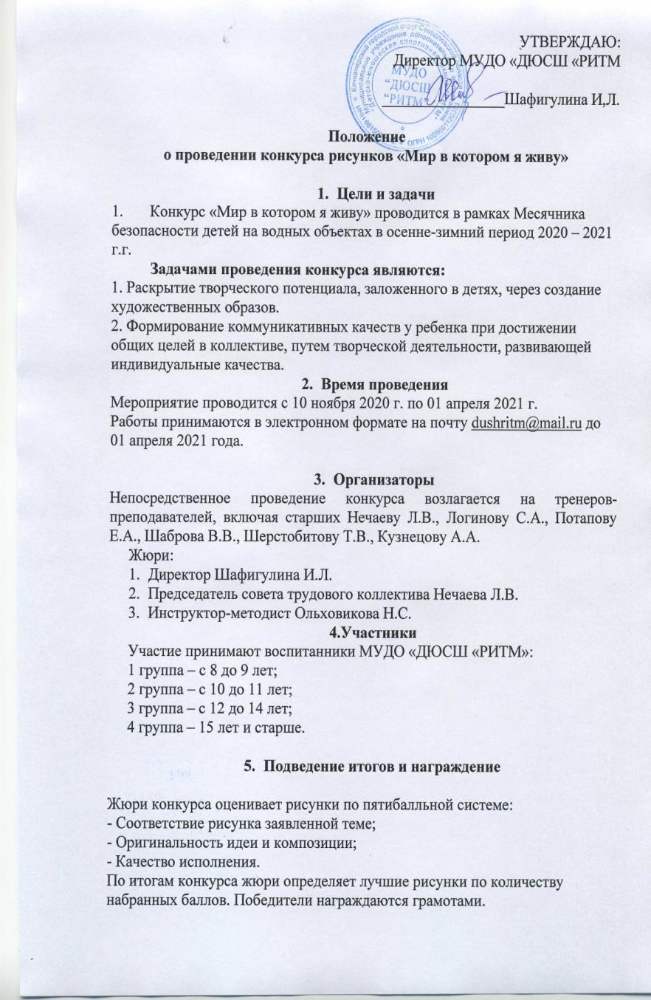 УТВЕРЖДАЮ:
Директор МУДО «ДЮСШ «РИТМ
Шафигулина И,Л.
МУДО
"ДЮСШ
"РИТМ"
Положение
о проведении конкурса рисунков «Мир в котором я живу»
1. Цели и задачи
1. Конкурс «Мир в котором я живу» проводится в рамках Месячника
безопасности детей на водных объектах в осенне-зимний период 2020 – 2021
г.г.
Задачами проведения конкурса являются:
1. Раскрытие творческого потенциала, заложенного в детях, через создание
художественных образов.
2. Формирование коммуникативных качеств у ребенка при достижении
общих целей в коллективе, путем творческой деятельности, развивающей
индивидуальные качества.
2. Время проведения
Мероприятие проводится с 10 ноября 2020 г. по 01 апреля 2021 г.
Работы принимаются в электронном формате на почту dushritm@mail.ru до
01 апреля 2021 года.
3. Организаторы
Непосредственное проведение конкурса возлагается на тренеров-
преподавателей, включая старших Нечаеву Л.В., Логинову С.А., Потапову
Е.А., Шаброва В.В., Шерстобитову Т.В., Кузнецову А.А.
Жюри:
1. Директор Шафигулина И.Л.
2. Председатель совета трудового коллектива Нечаева Л.В.
3. Инструктор-методист Ольховикова Н.С.
4.Участники
Участие принимают воспитанники МУДО «ДЮСШ «РИТМ»:
1 группа – с 8 до 9 лет;
2 группа – с 10 до 11 лет;
3 группа – с 12 до 14 лет;
4 группа – 15 лет и старше.
5. Подведение итогов и награждение
Жюри конкурса оценивает рисунки по пятибалльной системе:
- Соответствие рисунка заявленной теме;
- Оригинальность идеи и композиции;
- Качество исполнения.
По итогам конкурса жюри определяет лучшие рисунки по количеству
набранных баллов. Победители награждаются грамотами.